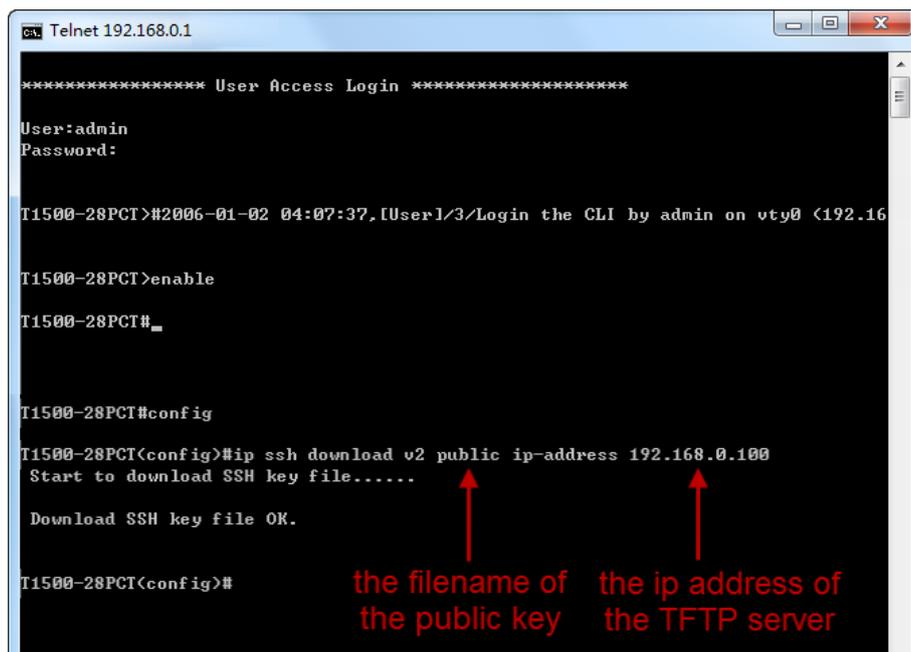 Telnet 192.168.0.1
***************** User Access Login ********************
User:admin
Password:
T1500-28PCT>#2006-01-02 04:07:37,[User]/3/Login the CLI by admin on vty0 (192.16
T1500-28PCT>enable
T1500-28PCT#_
T1500-28PCT#config
T1500-28PCT(config)#ip ssh download v2 public ip-address 192.168.0.100
Start to download SSH key file......
Download SSH key file OK.
T1500-28PCT(config)#
the filename of
the public key
the ip address of
the TFTP server